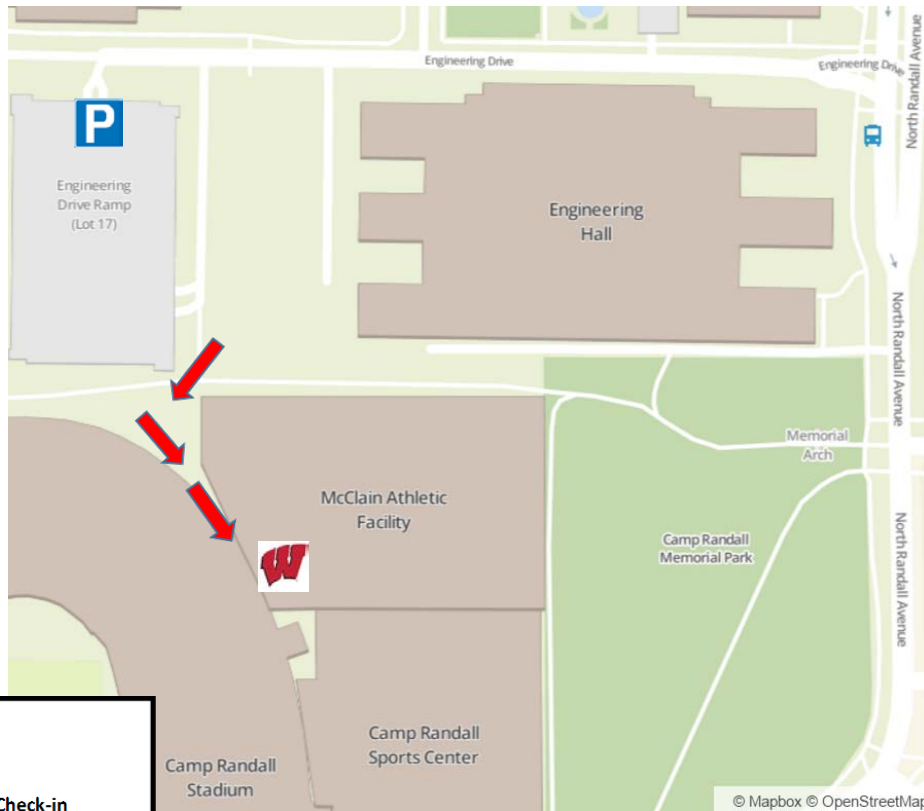 Engineering Drive
Engineering Drive
North Randall Avenue
P
Engineering
Drive Ramp
(Lot 17)
Engineering
Hall
North Randall Avenue
Memorial
Arch
McClain Athletic
Facility
W
Camp Randall
Memorial Park
North Randall Avenue
Camp Randall
Sports Center
Camp Randall
Stadium
Check-in
© Mapbox © OpenStreetMap